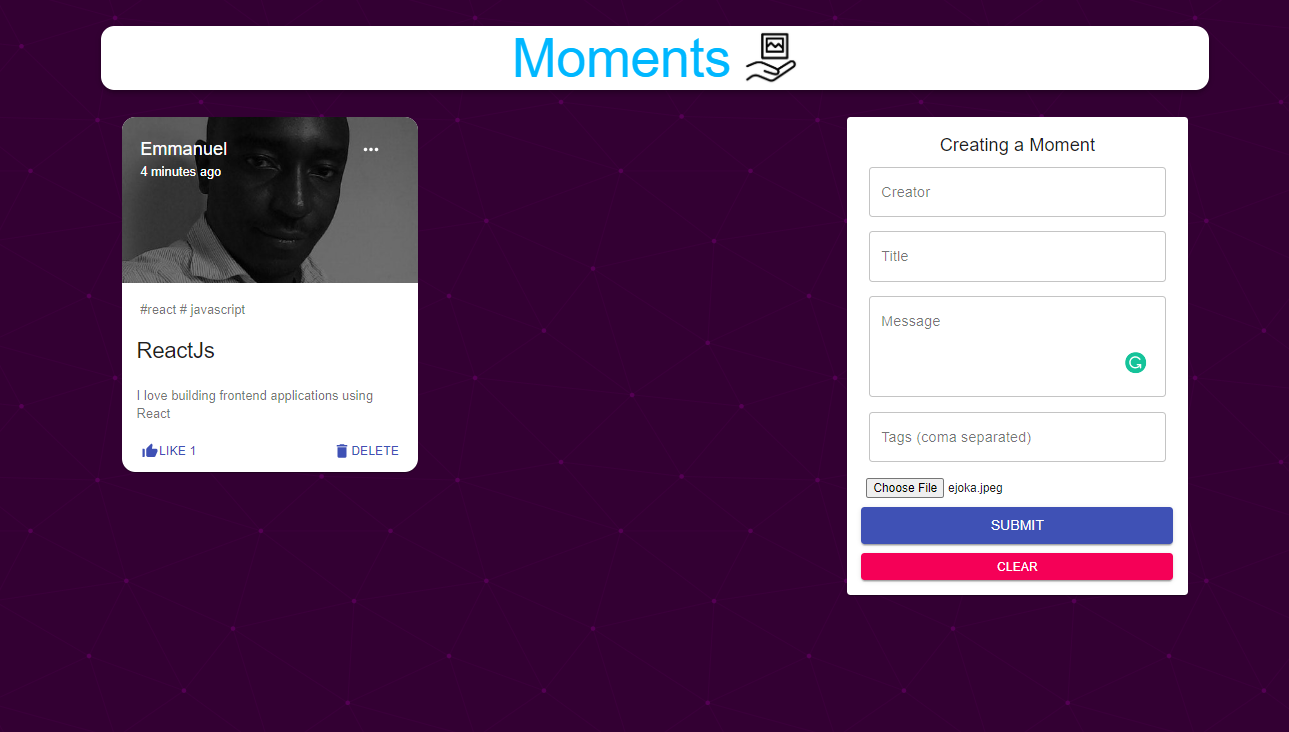 Moments
Emmanuel
4 minutes ago
#react # javascript
ReactJs
I love building frontend applications using
React
LIKE 1
DELETE
Creating a Moment
Creator
Title
Message
Tags (coma separated)
Choose File ejoka.jpeg
SUBMIT
CLEAR